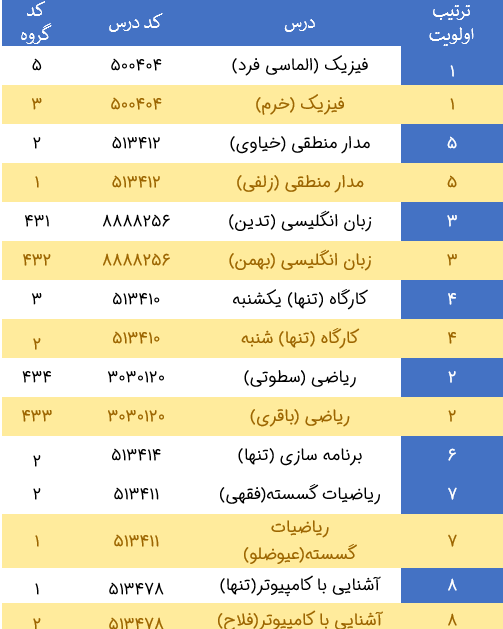 ترتیب اولویت درس کد درس کد گروه
۱ فیزیک (الماسی فرد) ۵۰۰۴۰۴ ۵
۱ فیزیک (خرم) ۵۰۰۴۰۴ ۳
۵ مدار منطقی (خیاوی) ۵۱۳۴۱۲ ۲
۵ مدار منطقی (زلفی) ۵۱۳۴۱۲ ۱
۳ زبان انگلیسی (تدین) ۸۸۸۸۲۵۶ ۴۳۱
۳ زبان انگلیسی (بهمن) ۸۸۸۸۲۵۶ ۴۳۲
۴ کارگاه (تنها) یکشنبه ۵۱۳۴۱۰ ۳
۴ کارگاه (تنها) شنبه ۵۱۳۴۱۰ ۲
۲ ریاضی (سطوتی) ۳۰۳۰۱۲۰ ۴۳۴
۲ ریاضی (باقری) ۳۰۳۰۱۲۰ ۴۳۳
۶ برنامه سازی (تنها) ۵۱۳۴۱۴ ۲
۷ ریاضیات گسسته(فقهی) ۵۱۳۴۱۱ ۲
۷ ریاضیات گسسته(عیوضلو) ۵۱۳۴۱۱ ۱
۸ آشنایی با کامپیوتر(تنها) ۵۱۳۴۷۸ ۱
۸ آشنایی با کامپیوتر(فلاح) ۵۱۳۴۷۸ ۲